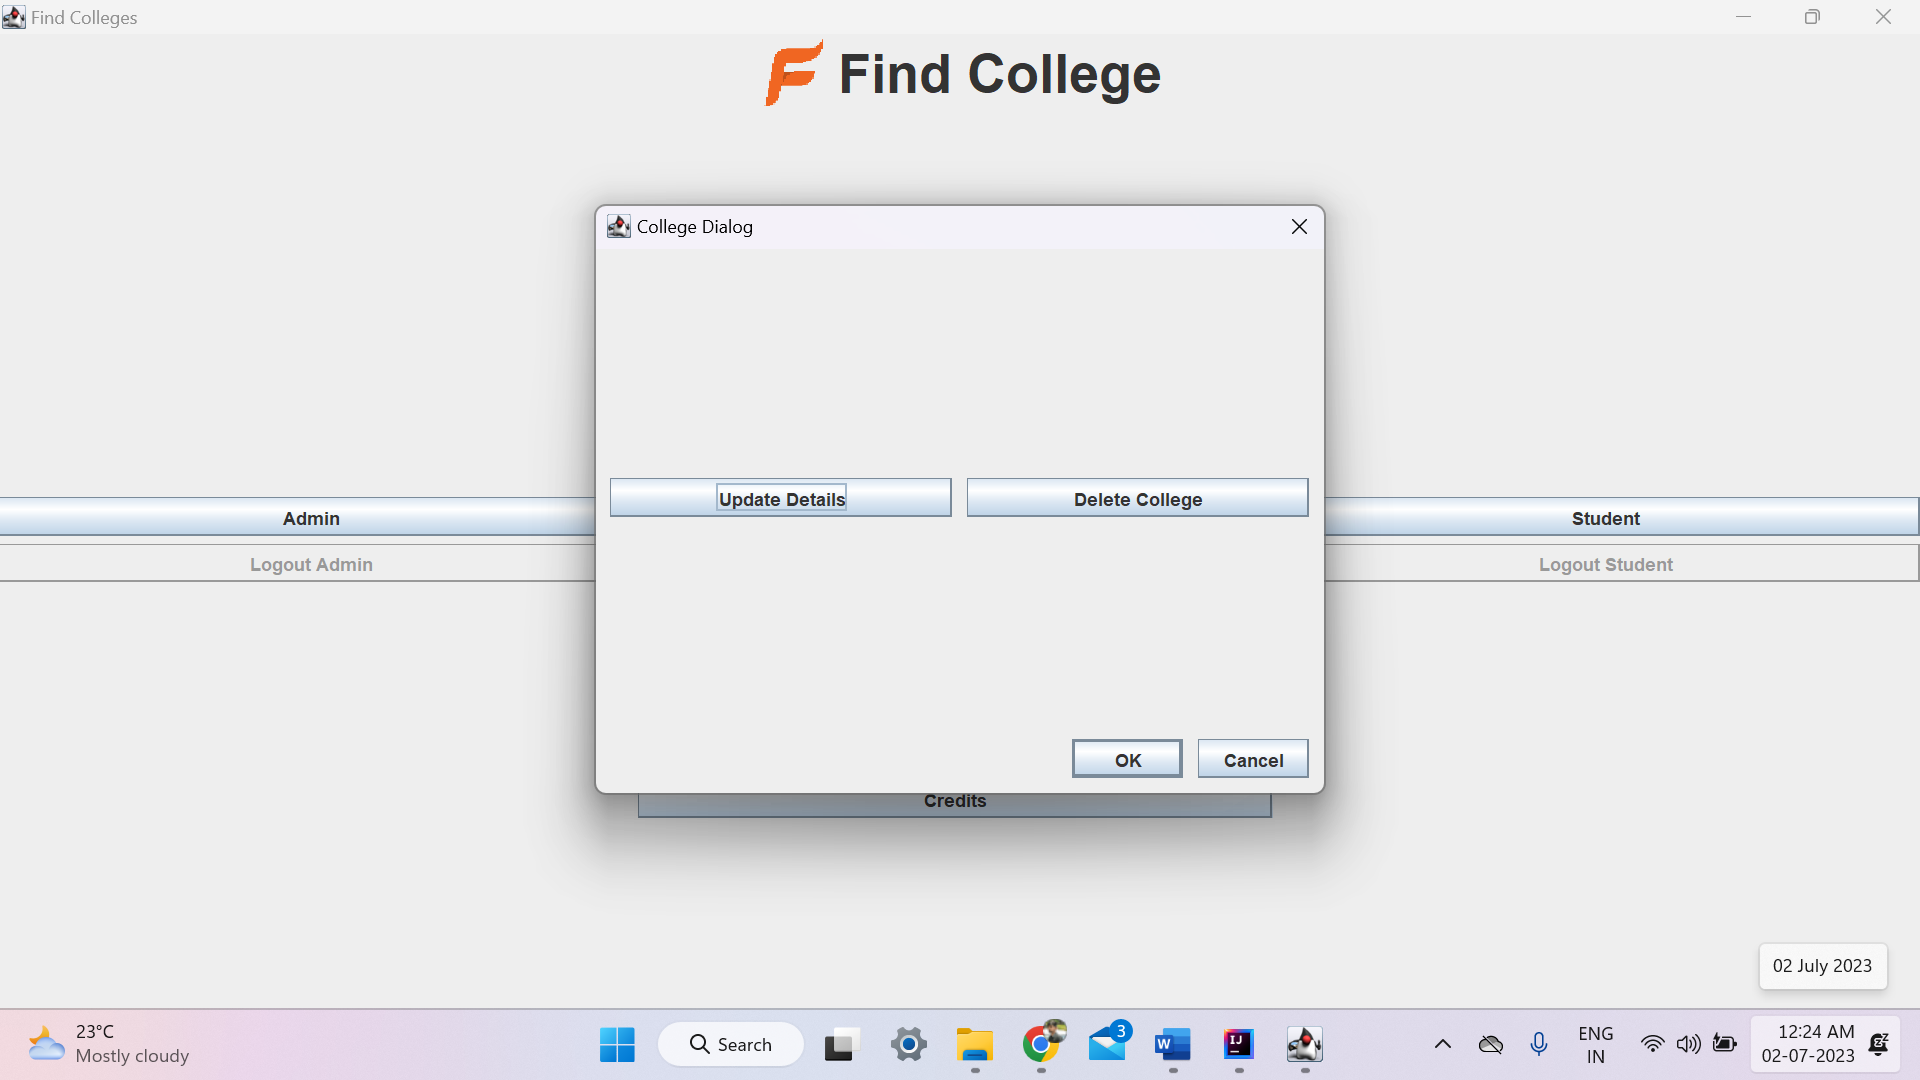 Find Colleges
Find College
College Dialog
Update Details
Delete College
Admin
Student
Logout Admin
Logout Student
OK
Cancel
Credits
02 July 2023
23°C
Mostly cloudy
Search
3
W
IJ
ENG
IN
12:24 AM
02-07-2023